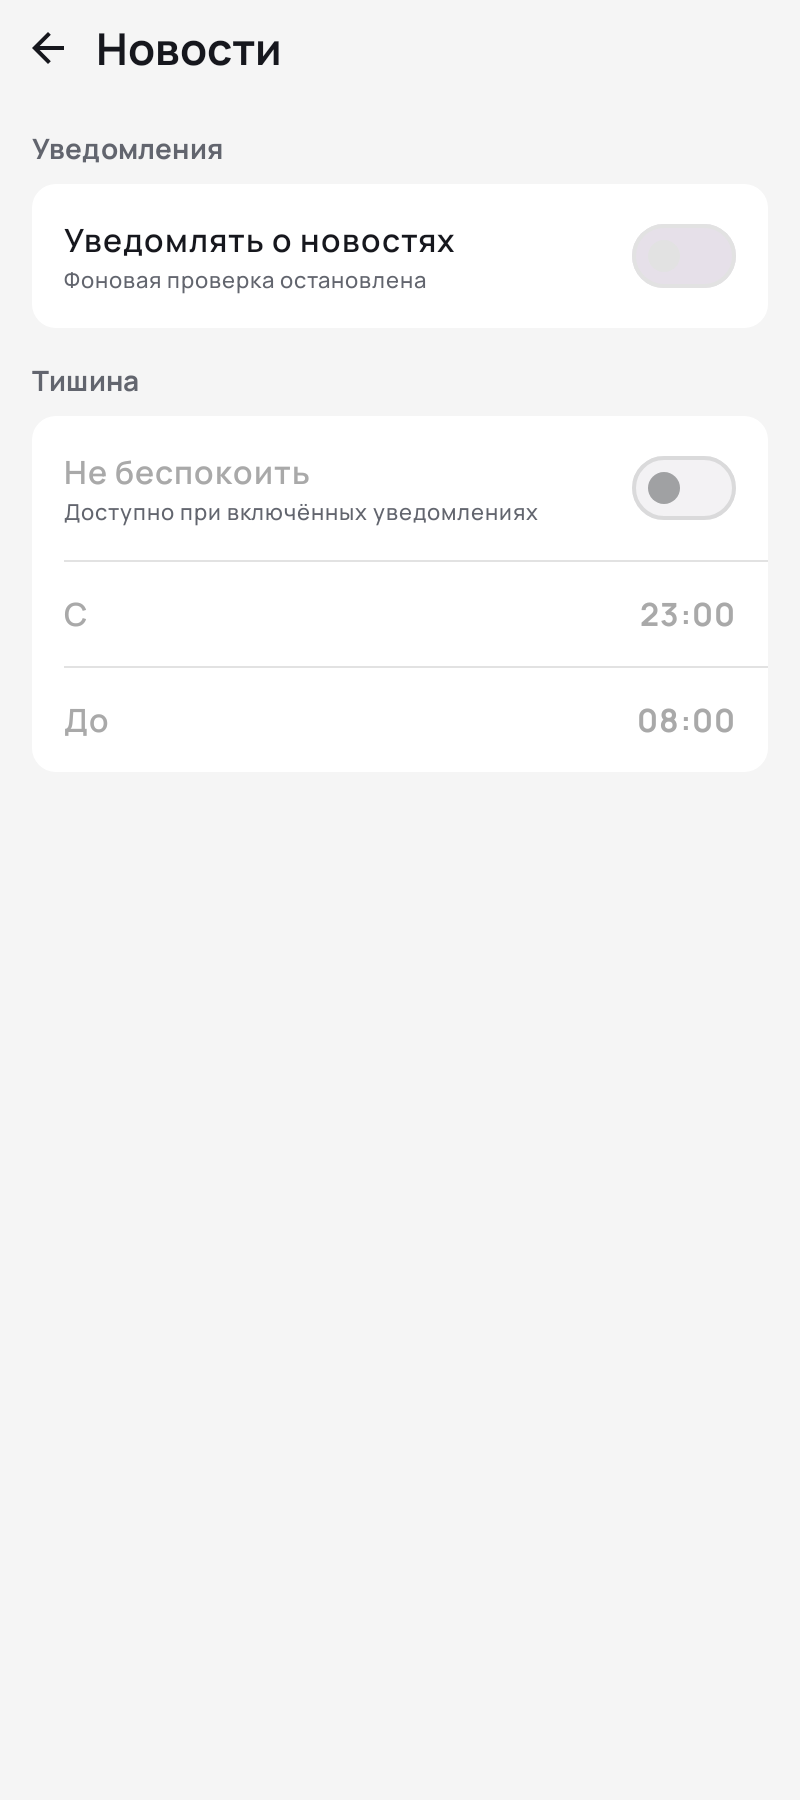 Новости
Уведомления
Уведомлять о новостях
Фоновая проверка остановлена
Тишина
Не беспокоить
Доступно при включённых уведомлениях
С 23:00
До 08:00